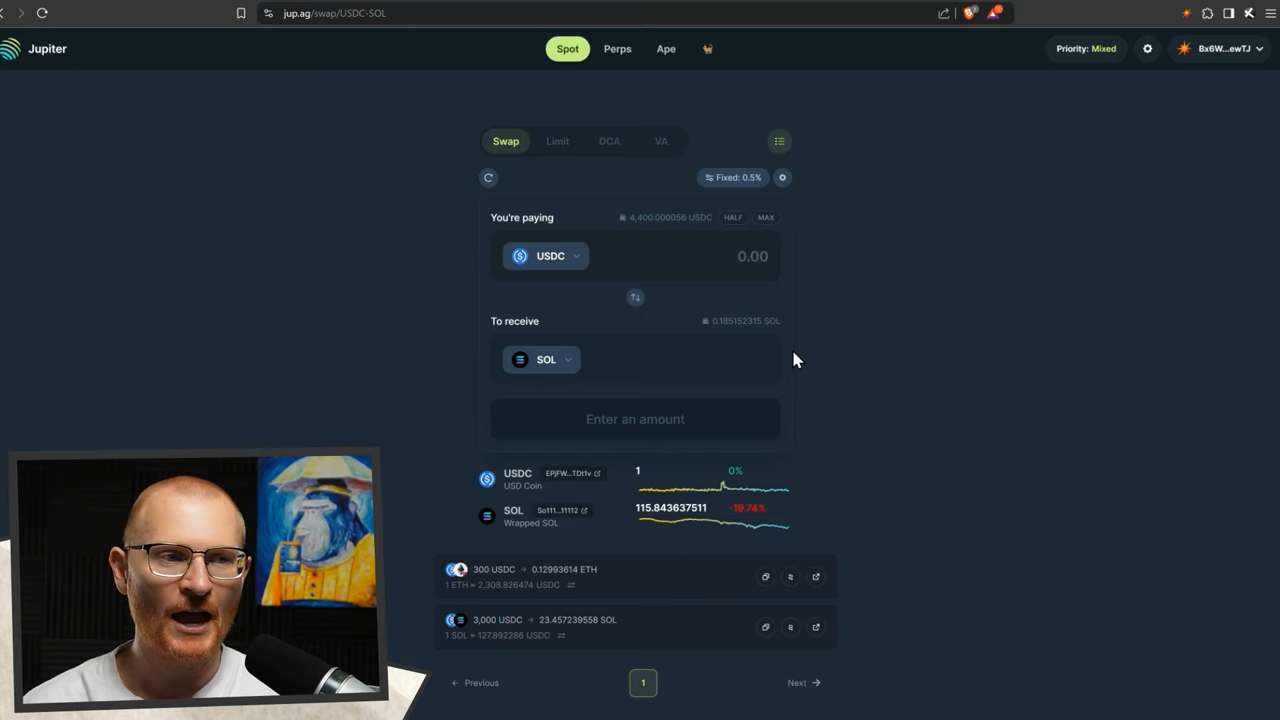 jup.ag/swap/USDC-SOL
Jupiter
Spot Perps Ape
Priority: Mixed
Bx6W...ewTJ
Swap Limit DCA VA
Fixed: 0.5%
You're paying
4,400.000056 USDC HALF MAX
USDC
0.00
To receive
0.185152315 SOL
SOL
Enter an amount
USDC EPjFW...TDt1v 1 0%
USD Coin
SOL So111...11112 115.843637511 -19.74%
Wrapped SOL
300 USDC → 0.12993614 ETH
1 ETH ≈ 2,308.826474 USDC
3,000 USDC → 23.457239558 SOL
1 SOL ≈ 127.892286 USDC
← Previous 1 Next →